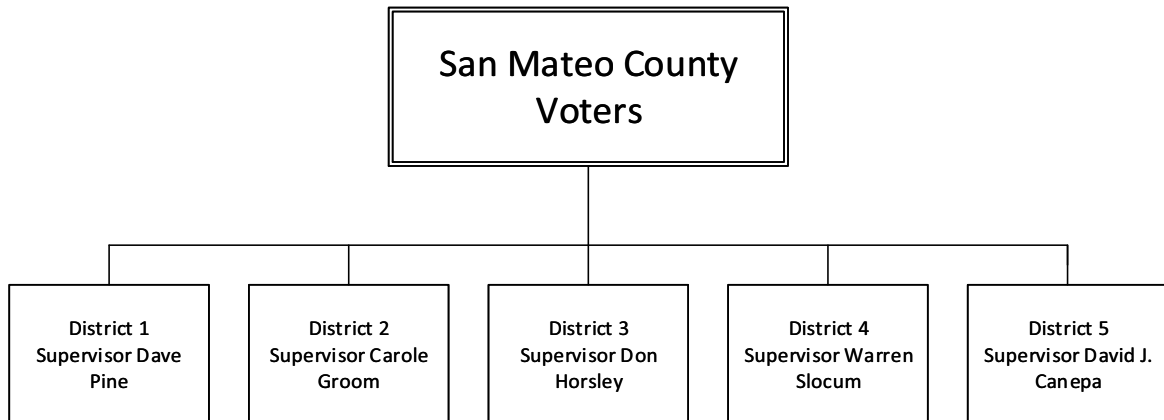 San Mateo County
Voters
District 1
Supervisor Dave
Pine
District 2
Supervisor Carole
Groom
District 3
Supervisor Don
Horsley
District 4
Supervisor Warren
Slocum
District 5
Supervisor David J.
Canepa